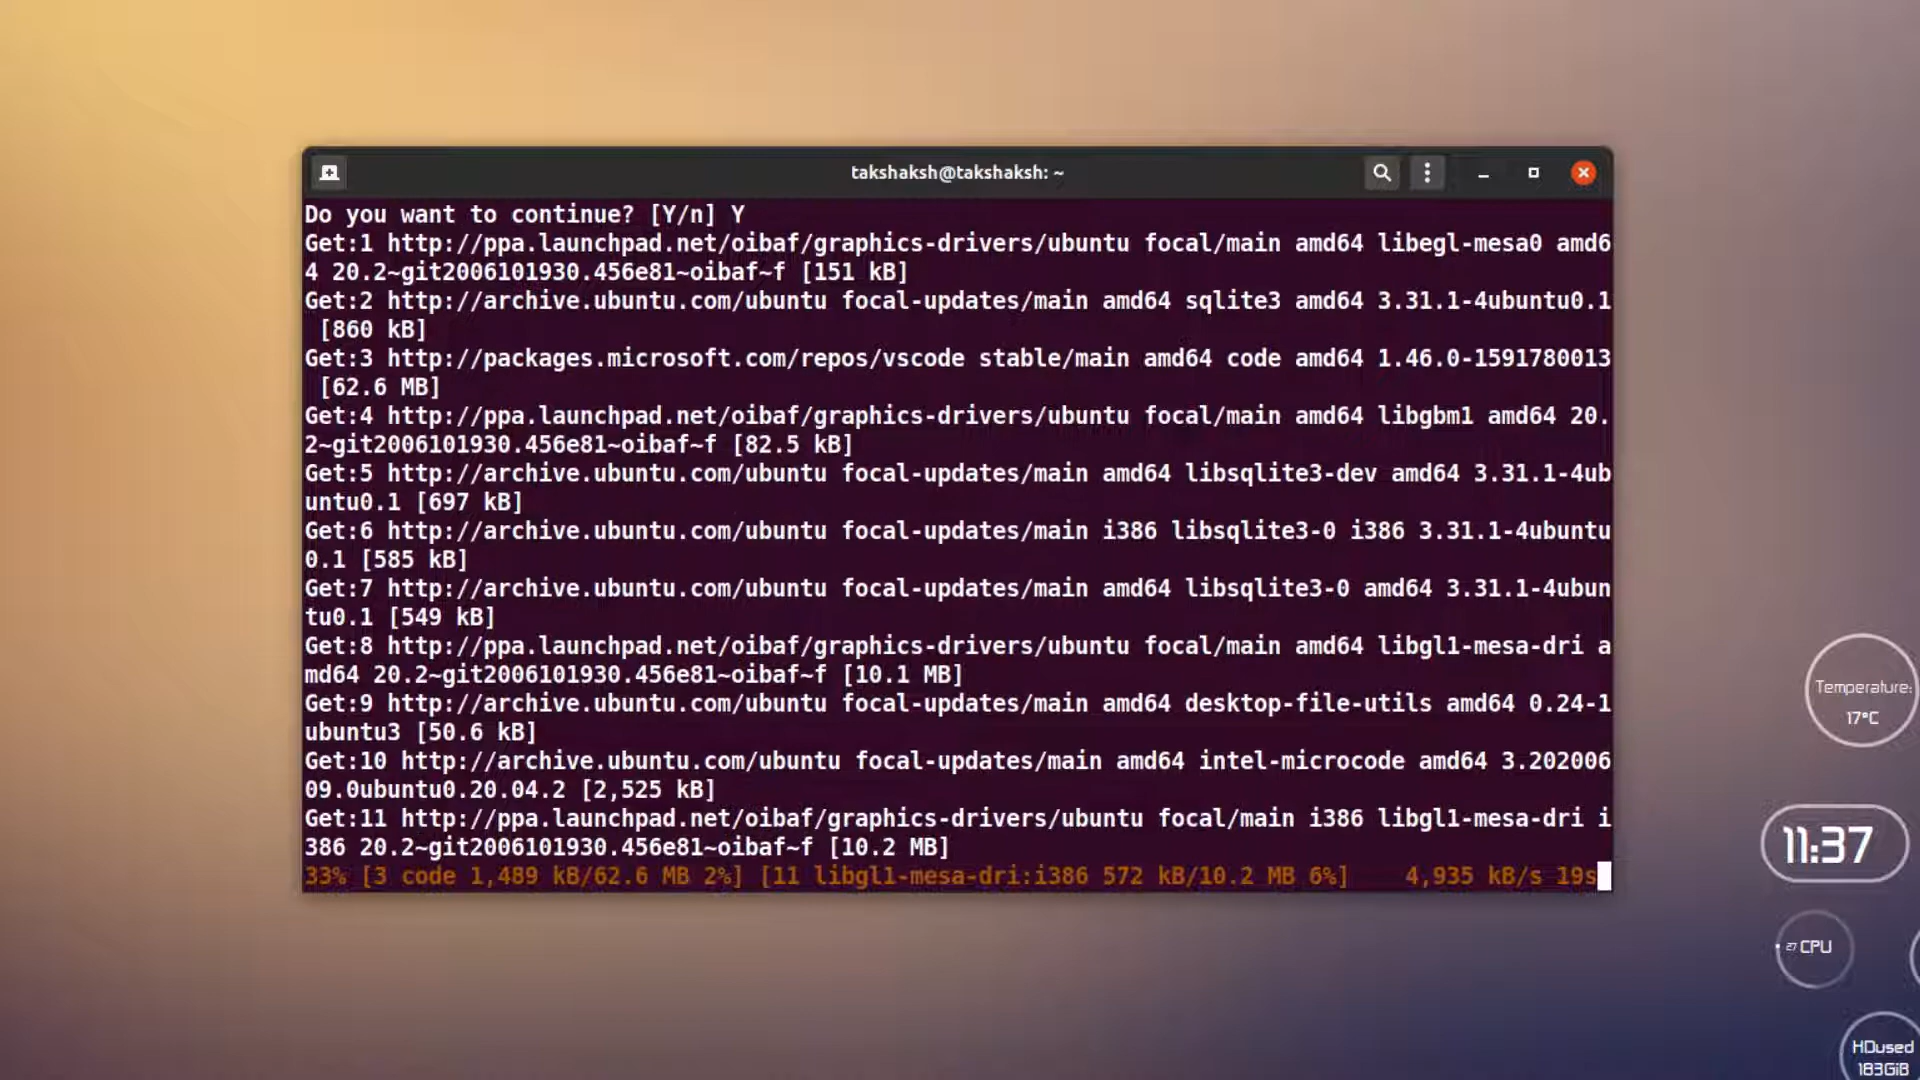 takshaksh@takshaksh: ~
Do you want to continue? [Y/n] Y
Get:1 http://ppa.launchpad.net/oibaf/graphics-drivers/ubuntu focal/main amd64 libegl-mesa0 amd6
4 20.2~git2006101930.456e81~oibaf~f [151 kB]
Get:2 http://archive.ubuntu.com/ubuntu focal-updates/main amd64 sqlite3 amd64 3.31.1-4ubuntu0.1
[860 kB]
Get:3 http://packages.microsoft.com/repos/vscode stable/main amd64 code amd64 1.46.0-1591780013
[62.6 MB]
Get:4 http://ppa.launchpad.net/oibaf/graphics-drivers/ubuntu focal/main amd64 libgbm1 amd64 20.
2~git2006101930.456e81~oibaf~f [82.5 kB]
Get:5 http://archive.ubuntu.com/ubuntu focal-updates/main amd64 libsqlite3-dev amd64 3.31.1-4ub
untu0.1 [697 kB]
Get:6 http://archive.ubuntu.com/ubuntu focal-updates/main i386 libsqlite3-0 i386 3.31.1-4ubuntu
0.1 [585 kB]
Get:7 http://archive.ubuntu.com/ubuntu focal-updates/main amd64 libsqlite3-0 amd64 3.31.1-4ubun
tu0.1 [549 kB]
Get:8 http://ppa.launchpad.net/oibaf/graphics-drivers/ubuntu focal/main amd64 libgl1-mesa-dri a
md64 20.2~git2006101930.456e81~oibaf~f [10.1 MB]
Get:9 http://archive.ubuntu.com/ubuntu focal-updates/main amd64 desktop-file-utils amd64 0.24-1
ubuntu3 [50.6 kB]
Get:10 http://archive.ubuntu.com/ubuntu focal-updates/main amd64 intel-microcode amd64 3.202006
09.0ubuntu0.20.04.2 [2,525 kB]
Get:11 http://ppa.launchpad.net/oibaf/graphics-drivers/ubuntu focal/main i386 libgl1-mesa-dri i
386 20.2~git2006101930.456e81~oibaf~f [10.2 MB]
33% [3 code 1,489 kB/62.6 MB 2%] [11 libgl1-mesa-dri:i386 572 kB/10.2 MB 6%] 4,935 kB/s 19s
Temperature:
17°C
11:37
27 CPU
HDused
183GiB